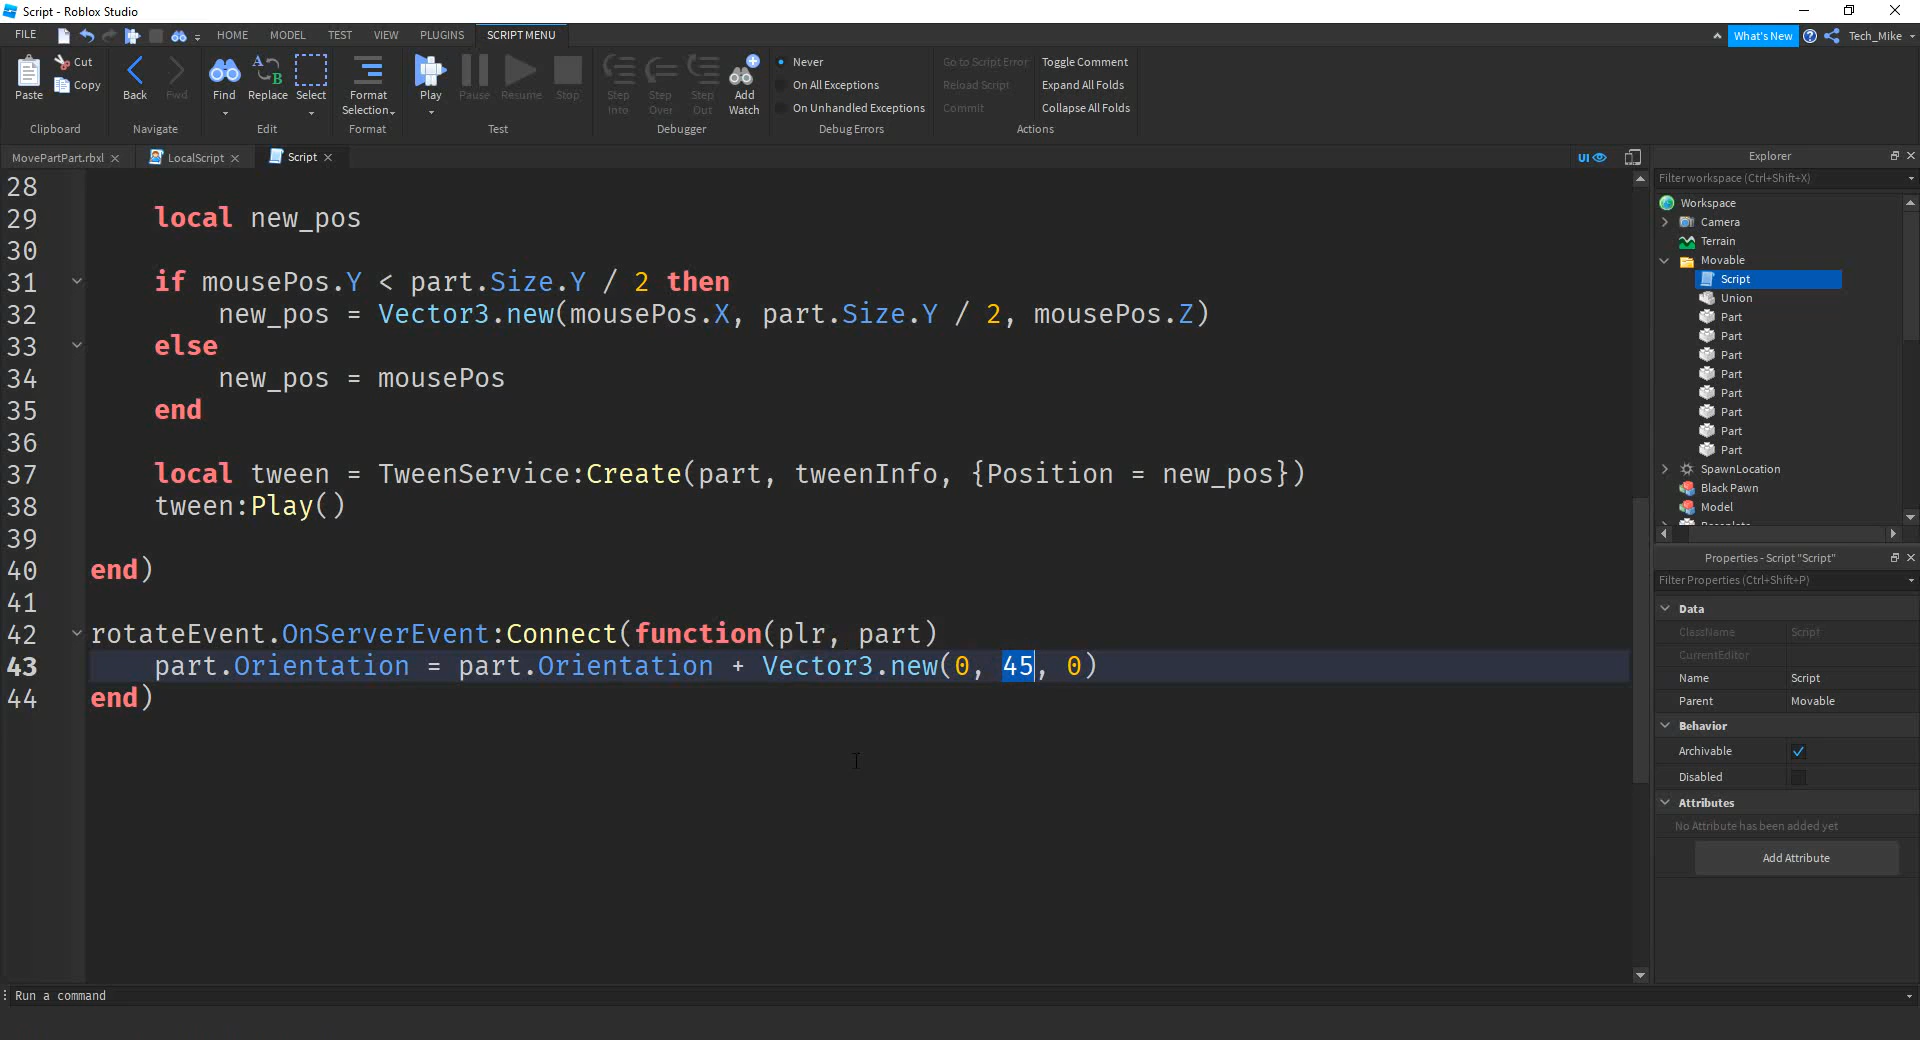 Script - Roblox Studio
FILE HOME MODEL TEST VIEW PLUGINS SCRIPT MENU What's New Tech_Mike
Paste Cut Copy Clipboard
Back Fwd Navigate
Find Replace Select Edit
Format Selection Format
Play Pause Resume Stop Test
Step Into Step Over Step Out Add Watch Debugger
Never
On All Exceptions
On Unhandled Exceptions
Debug Errors
Go to Script Error
Reload Script
Commit
Toggle Comment
Expand All Folds
Collapse All Folds
Actions
MovePartPart.rbxl LocalScript Script UI
28
29 local new_pos
30
31 if mousePos.Y < part.Size.Y / 2 then
32 new_pos = Vector3.new(mousePos.X, part.Size.Y / 2, mousePos.Z)
33 else
34 new_pos = mousePos
35 end
36
37 local tween = TweenService:Create(part, tweenInfo, {Position = new_pos})
38 tween:Play()
39
40 end)
41
42 rotateEvent.OnServerEvent:Connect(function(plr, part)
43 part.Orientation = part.Orientation + Vector3.new(0, 45, 0)
44 end)
Explorer
Filter workspace (Ctrl+Shift+X)
Workspace
Camera
Terrain
Movable
Script
Union
Part
Part
Part
Part
Part
Part
Part
Part
SpawnLocation
Black Pawn
Model
Properties - Script "Script"
Filter Properties (Ctrl+Shift+P)
Data
ClassName Script
CurrentEditor
Name Script
Parent Movable
Behavior
Archivable
Disabled
Attributes
No Attribute has been added yet
Add Attribute
Run a command